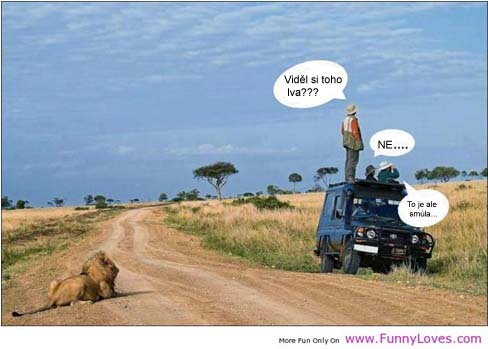 Viděl si toho
lva???
NE....
To je ale
smůla...
More Fun Only On www.FunnyLoves.com